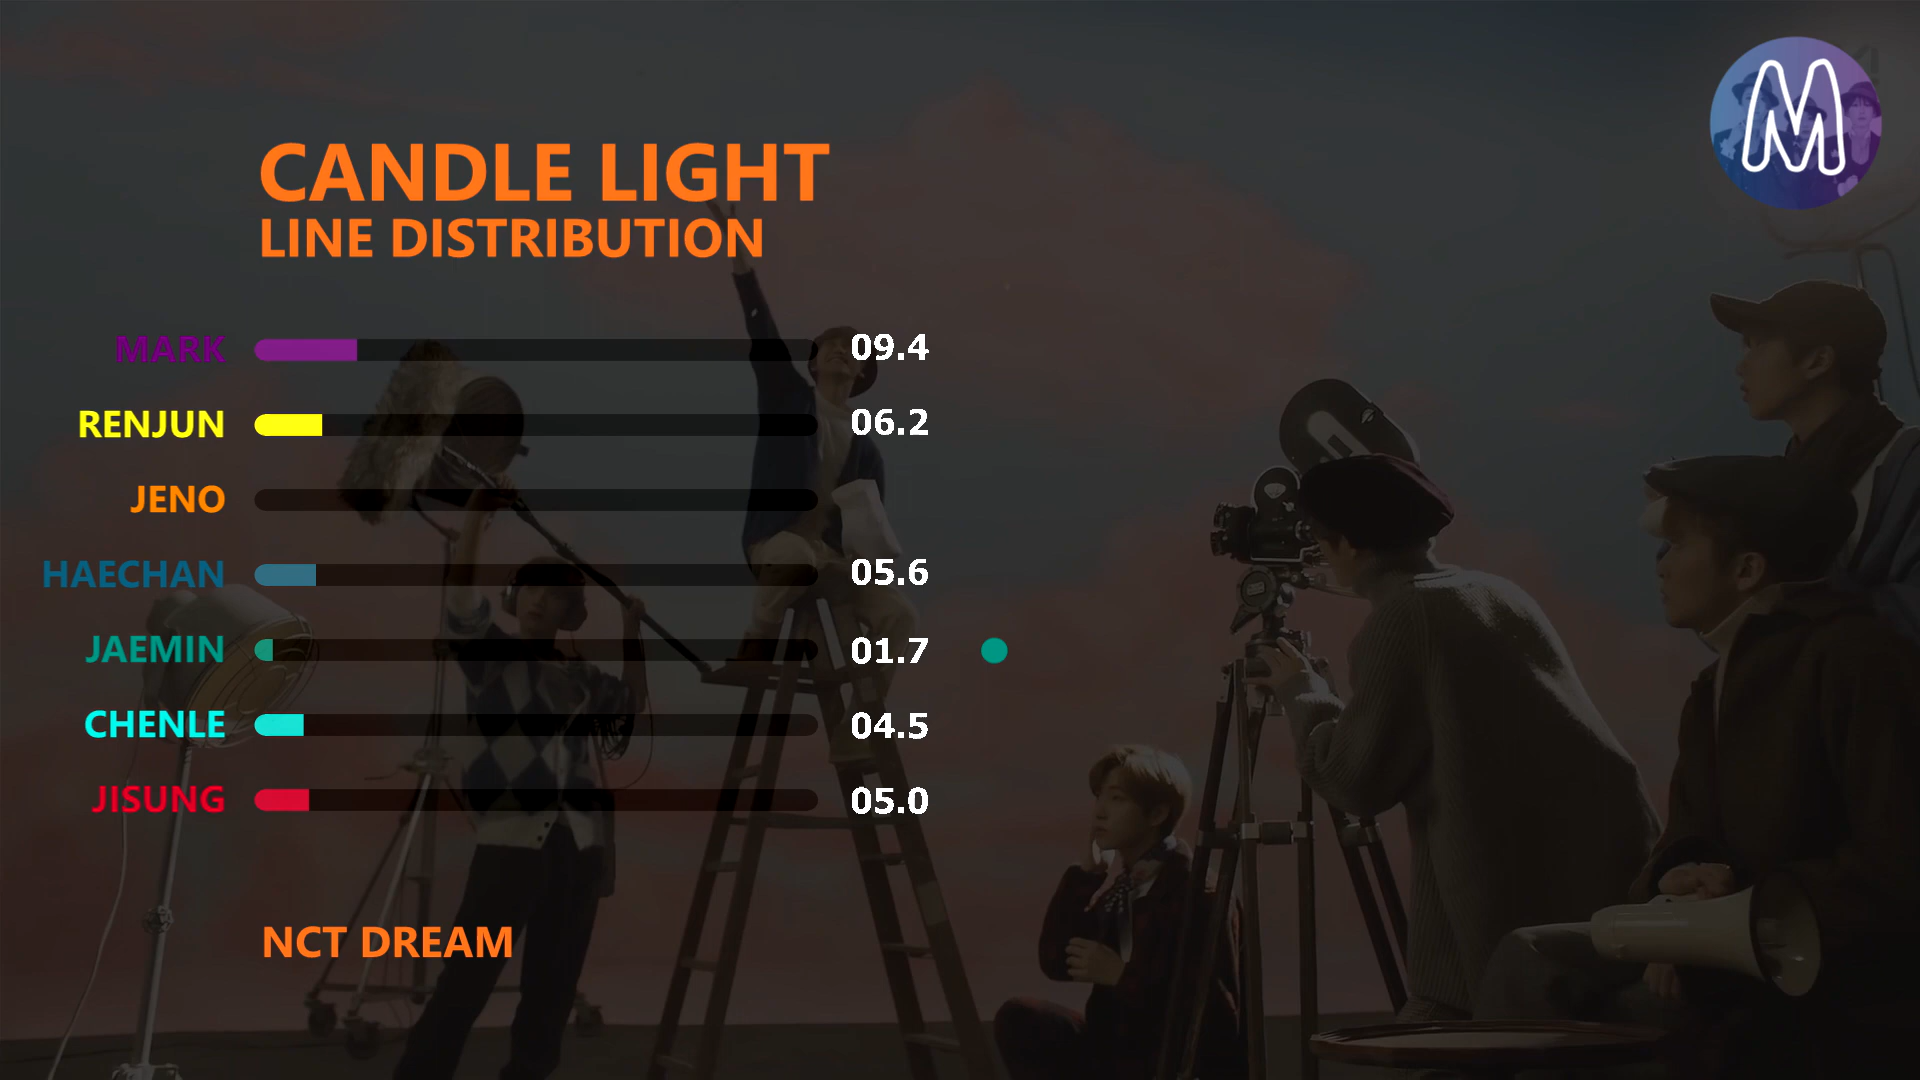 M
CANDLE LIGHT
LINE DISTRIBUTION
MARK 09.4
RENJUN 06.2
JENO
HAECHAN 05.6
JAEMIN 01.7
CHENLE 04.5
JISUNG 05.0
NCT DREAM